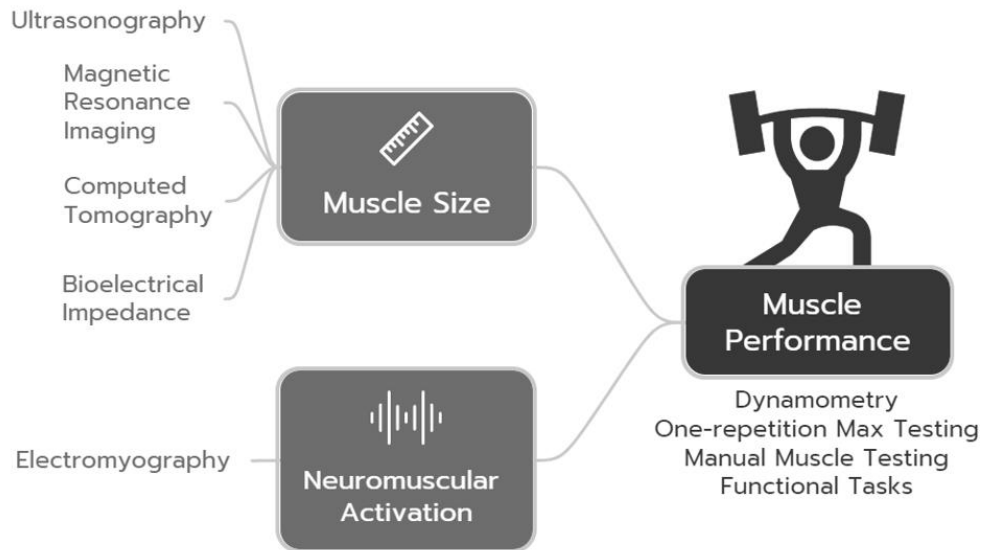 Ultrasonography
Magnetic
Resonance
Imaging
Computed
Tomography
Bioelectrical
Impedance
Muscle Size
Electromyography
Neuromuscular
Activation
Muscle
Performance
Dynamometry
One-repetition Max Testing
Manual Muscle Testing
Functional Tasks